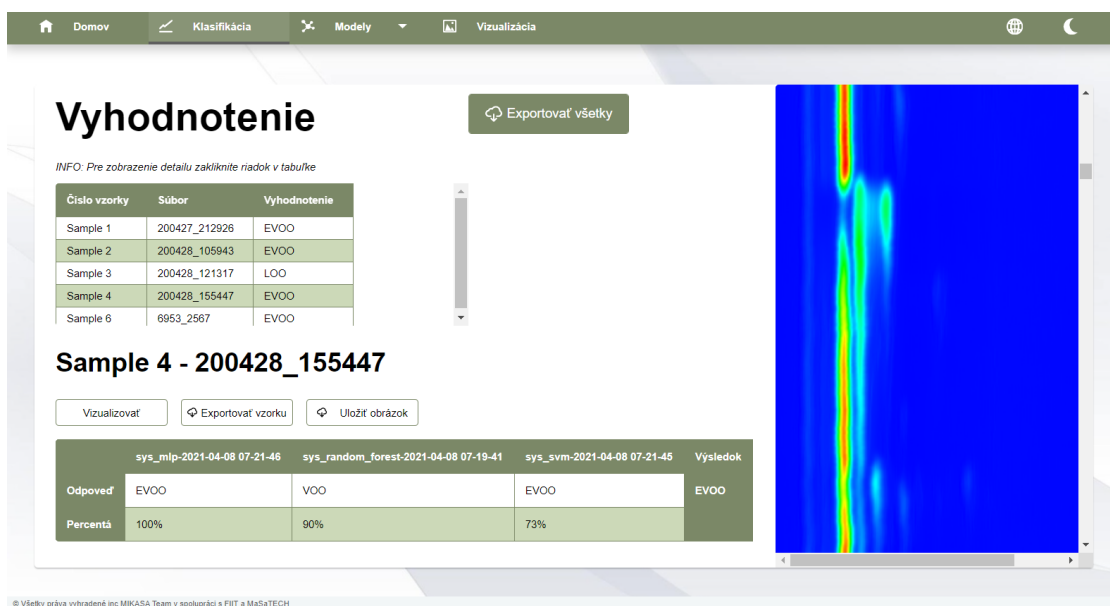 Domov Klasifikácia Modely Vizualizácia
Vyhodnotenie
Exportovať všetky
INFO: Pre zobrazenie detailu zakliknite riadok v tabuľke
Číslo vzorky Súbor Vyhodnotenie
Sample 1 200427_212926 EVOO
Sample 2 200428_105943 EVOO
Sample 3 200428_121317 LOO
Sample 4 200428_155447 EVOO
Sample 6 6953_2567 EVOO
Sample 4 - 200428_155447
Vizualizovať Exportovať vzorku Uložiť obrázok
sys_mlp-2021-04-08 07-21-46 sys_random_forest-2021-04-08 07-19-41 sys_svm-2021-04-08 07-21-45 Výsledok
Odpoveď EVOO VOO EVOO EVOO
Percentá 100% 90% 73%
© Všetky práva vyhradené inc MIKASA Team v spolupráci s FIIT a MaSaTECH